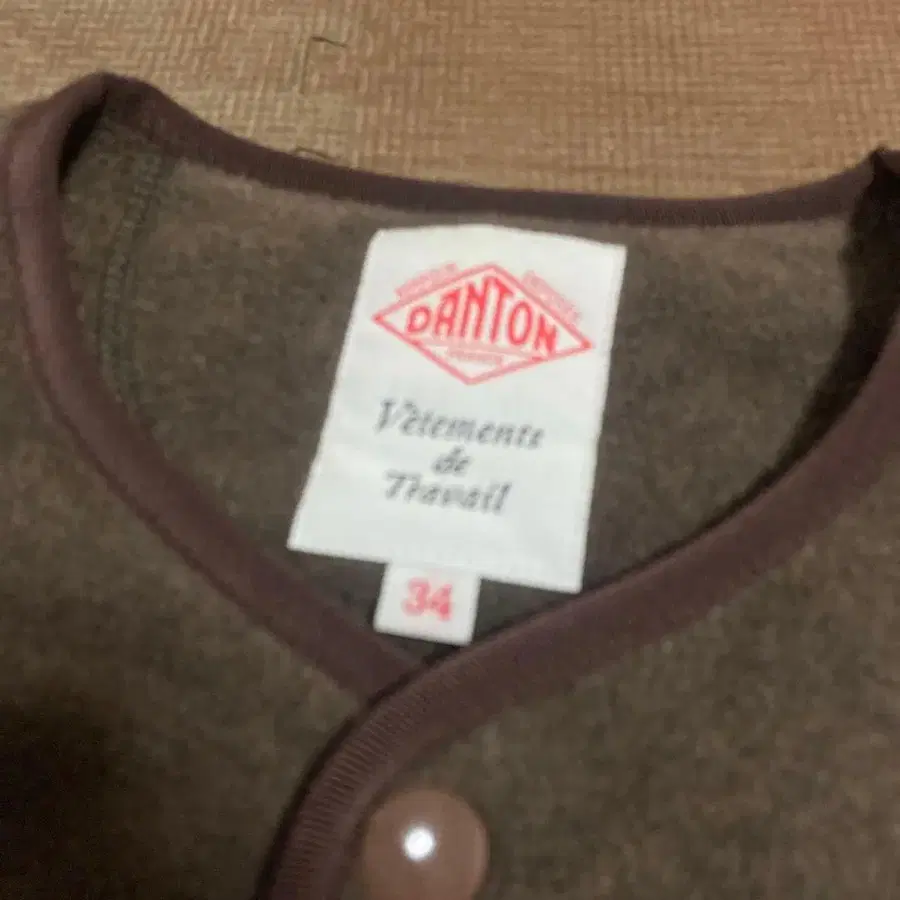 DANTON
Vêtements
de
Travail
34